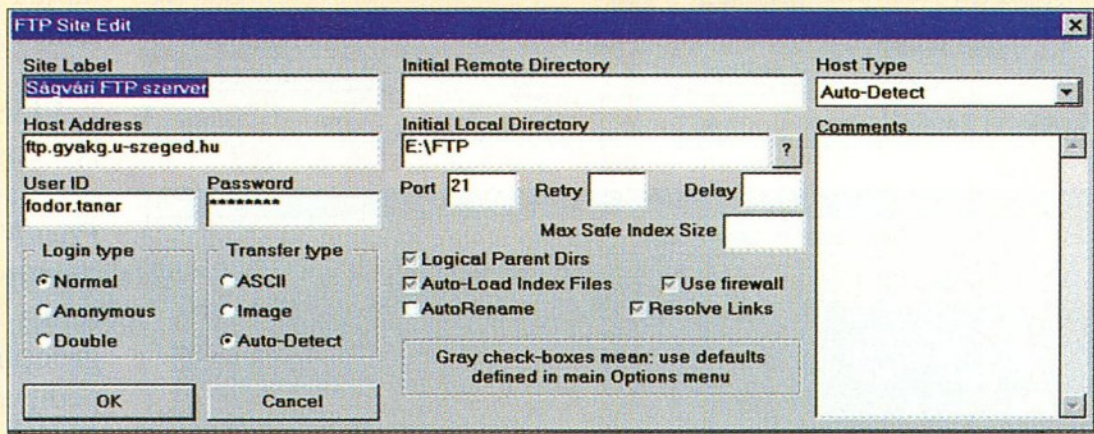 FTP Site Edit
Site Label
Ságvári FTP szerver
Host Address
ftp.gyakg.u-szeged.hu
User ID
Password
fodor.tanar
********
Login type
Normal
Anonymous
Double
Transfer type
ASCII
Image
Auto-Detect
OK
Cancel
Initial Remote Directory
Initial Local Directory
E:\FTP
?
Port 21 Retry Delay
Max Safe Index Size
Logical Parent Dirs
Auto-Load Index Files
Use firewall
AutoRename
Resolve Links
Gray check-boxes mean: use defaults
defined in main Options menu
Host Type
Auto-Detect
Comments